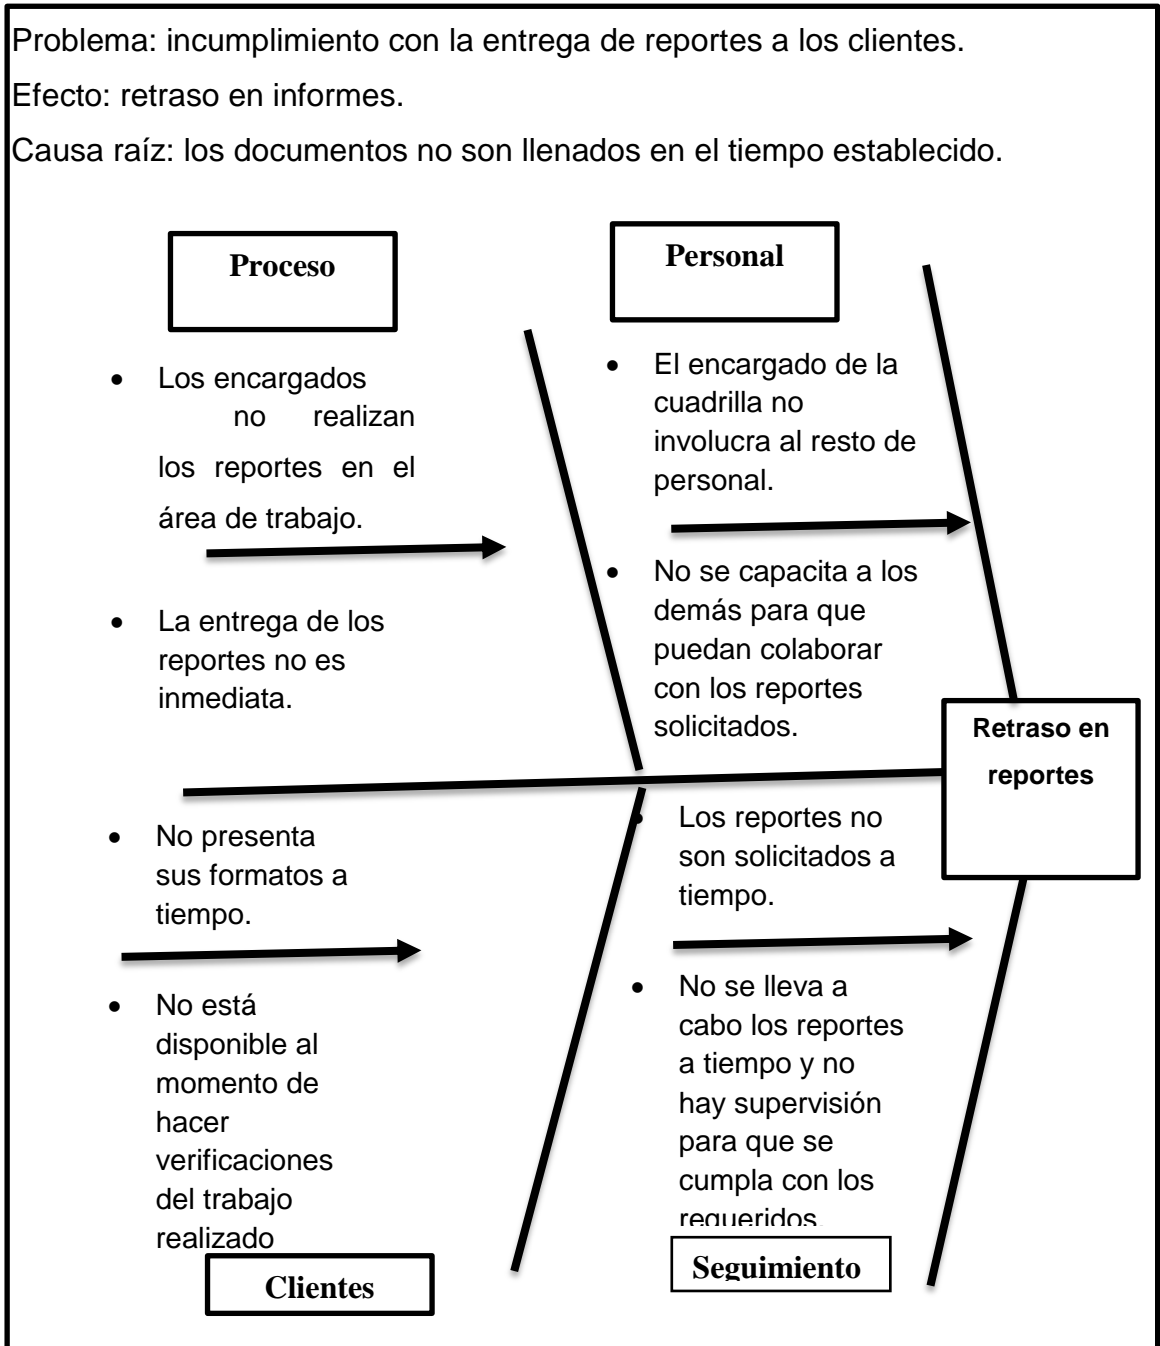 Problema: incumplimiento con la entrega de reportes a los clientes.
Efecto: retraso en informes.
Causa raíz: los documentos no son llenados en el tiempo establecido.
Proceso
• Los encargados
no realizan
los reportes en el
área de trabajo.
• La entrega de los
reportes no es
inmediata.
Personal
• El encargado de la
cuadrilla no
involucra al resto de
personal.
• No se capacita a los
demás para que
puedan colaborar
con los reportes
solicitados.
Retraso en
reportes
• No presenta
sus formatos a
tiempo.
• No está
disponible al
momento de
hacer
verificaciones
del trabajo
realizado
Clientes
• Los reportes no
son solicitados a
tiempo.
• No se lleva a
cabo los reportes
a tiempo y no
hay supervisión
para que se
cumpla con los
requeridos.
Seguimiento